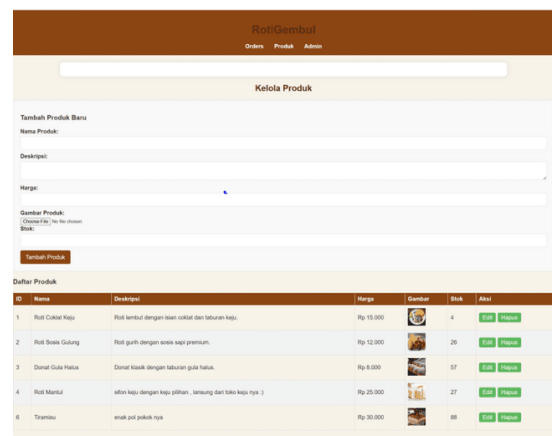 RotiGembul
Orders Produk Admin
Kelola Produk
Tambah Produk Baru
Nama Produk:
Deskripsi:
Harga:
Gambar Produk:
Choose File No file chosen
Stok:
Tambah Produk
Daftar Produk
ID Nama Deskripsi Harga Gambar Stok Aksi
1 Roti Coklat Keju Roti lembut dengan isian coklat dan taburan keju. Rp 15.000 4 Edit Hapus
2 Roti Sosis Gulung Roti gurih dengan sosis sapi premium. Rp 12.000 26 Edit Hapus
3 Donat Gula Halus Donat klasik dengan taburan gula halus. Rp 8.000 57 Edit Hapus
4 Roti Mantul sifon keju dengan keju pilihan , lansung dari toko keju nya :) Rp 25.000 27 Edit Hapus
6 Tiramisu enak pol pokok nya Rp 30.000 88 Edit Hapus